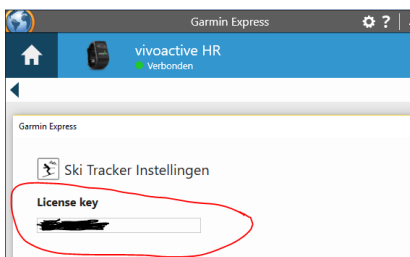 Garmin Express
?
vivoactive HR
Verbonden
Garmin Express
Ski Tracker Instellingen
License key